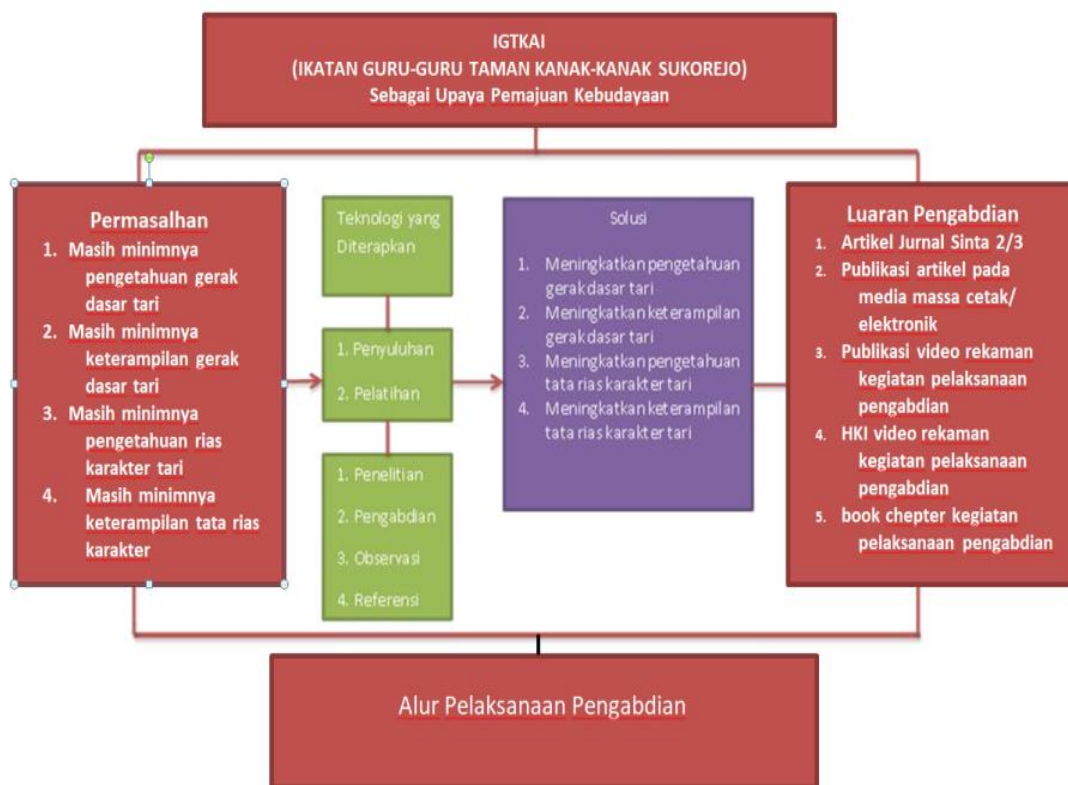 IGTKAI
(IKATAN GURU-GURU TAMAN KANAK-KANAK SUKOREJO)
Sebagai Upaya Pemajuan Kebudayaan
Permasalhan
1. Masih minimnya
pengetahuan gerak
dasar tari
2. Masih minimnya
keterampilan gerak
dasar tari
3. Masih minimnya
pengetahuan rias
karakter tari
4. Masih minimnya
keterampilan tata rias
karakter
Teknologi yang
Diterapkan
1. Penyuluhan
2. Pelatihan
1. Penelitian
2. Pengabdian
3. Observasi
4. Referensi
Solusi
1. Meningkatkan pengetahuan
gerak dasar tari
2. Meningkatkan keterampilan
gerak dasar tari
3. Meningkatkan pengetahuan
tata rias karakter tari
4. Meningkatkan keterampilan
tata rias karakter tari
Luaran Pengabdian
1. Artikel Jurnal Sinta 2/3
2. Publikasi artikel pada
media massa cetak/
elektronik
3. Publikasi video rekaman
kegiatan pelaksanaan
pengabdian
4. HKI video rekaman
kegiatan pelaksanaan
pengabdian
5. book chepter kegiatan
pelaksanaan pengabdian
Alur Pelaksanaan Pengabdian